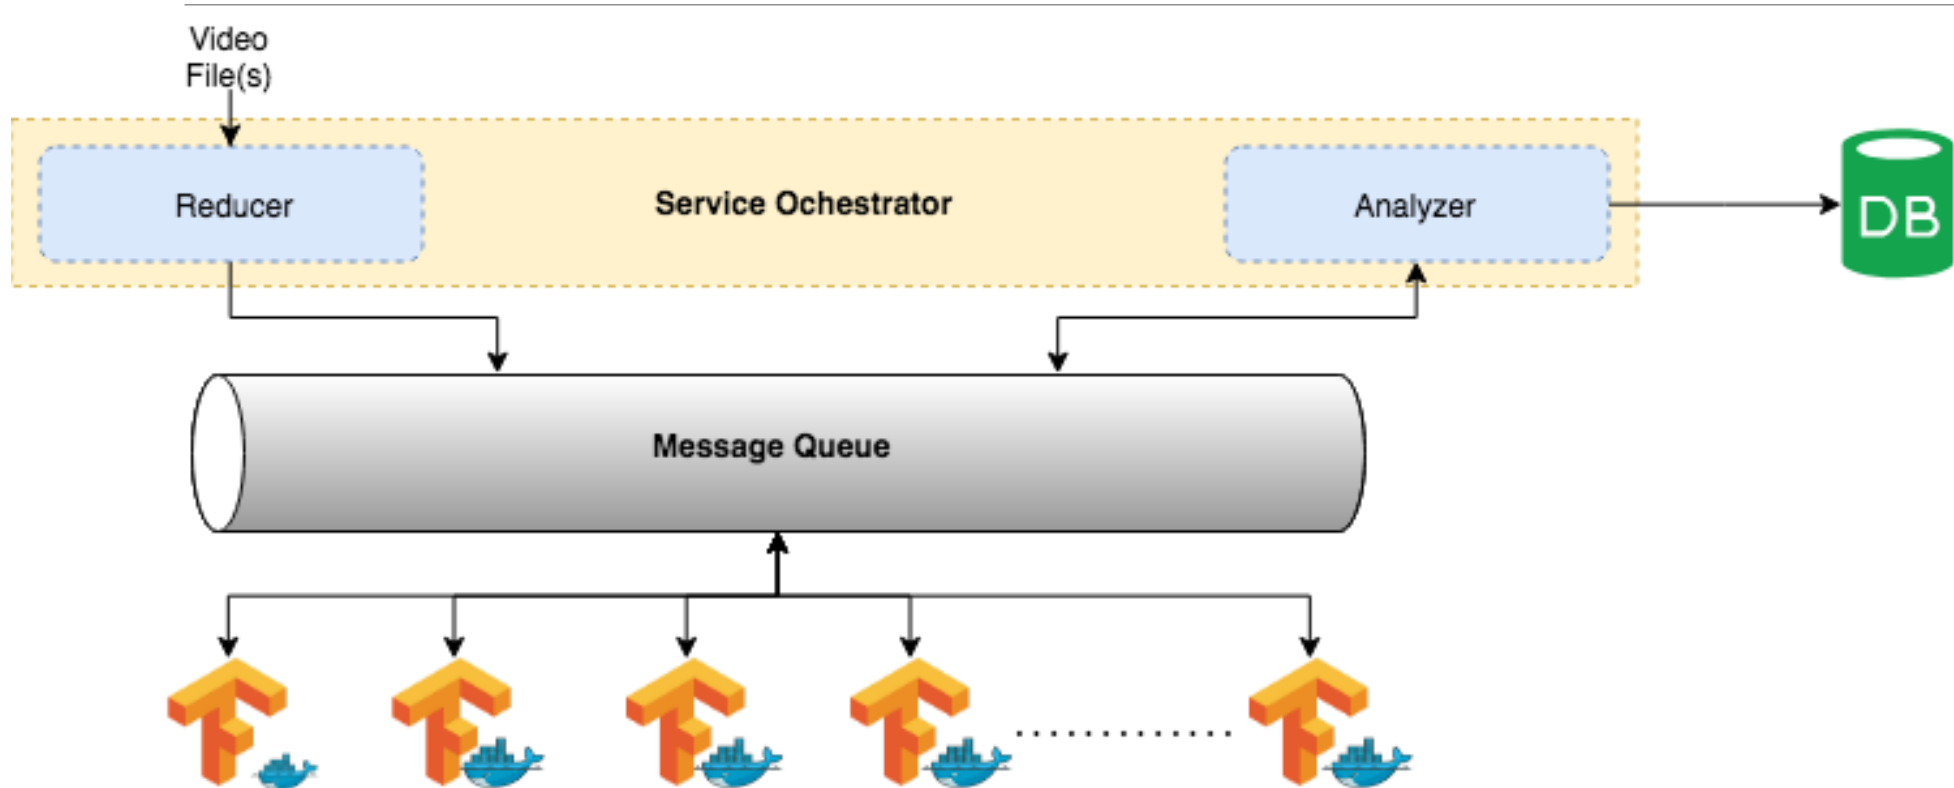 Video
File(s)
Reducer
Service Ochestrator
Analyzer
DB
Message Queue